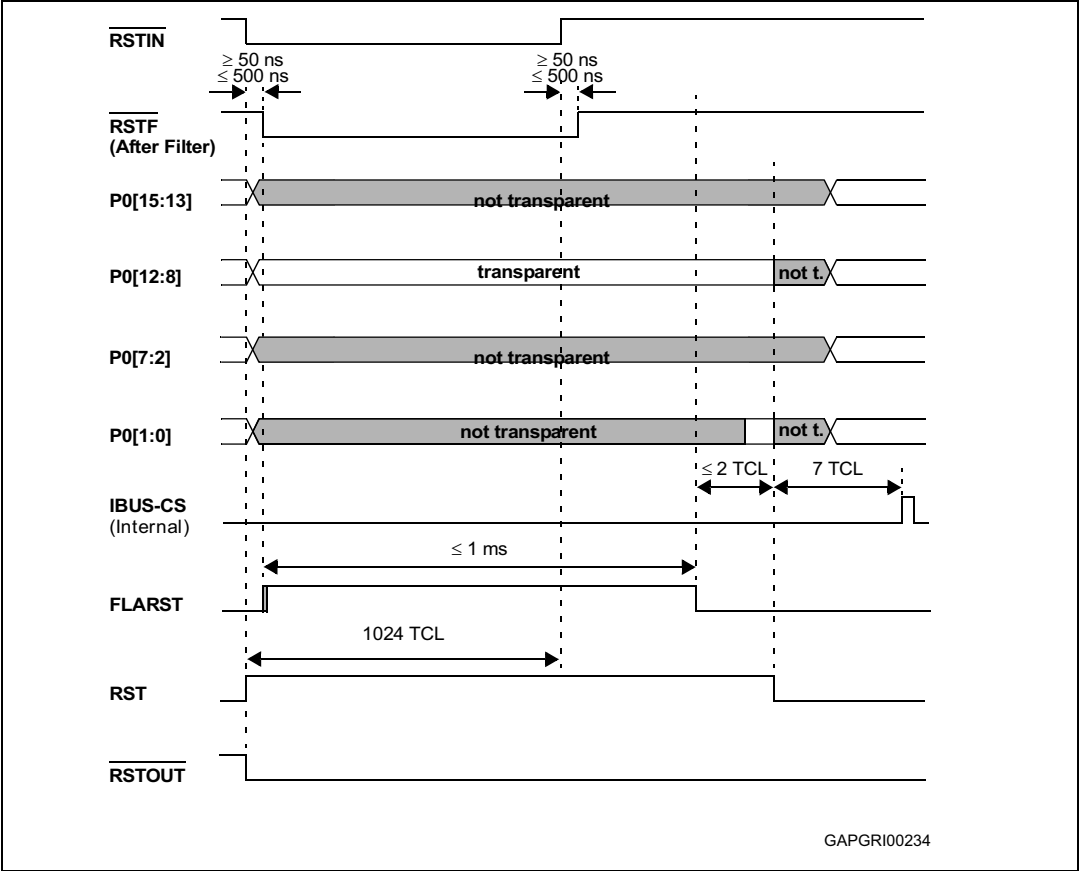 RSTIN
≥ 50 ns
≤ 500 ns
≥ 50 ns
≤ 500 ns
RSTF
(After Filter)
P0[15:13]
not transparent
P0[12:8]
transparent
not t.
P0[7:2]
not transparent
P0[1:0]
not transparent
not t.
≤ 2 TCL
7 TCL
IBUS-CS
(Internal)
≤ 1 ms
FLARST
1024 TCL
RST
RSTOUT
GAPGRI00234